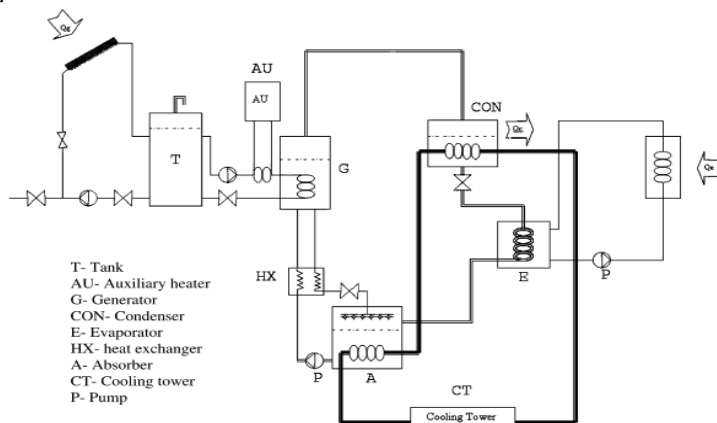 Qg
AU
AU
CON
Qc
T
G
Qe
HX
E
P
T- Tank
AU- Auxiliary heater
G- Generator
CON- Condenser
E- Evaporator
HX- heat exchanger
A- Absorber
CT- Cooling tower
P- Pump
P
A
CT
Cooling Tower